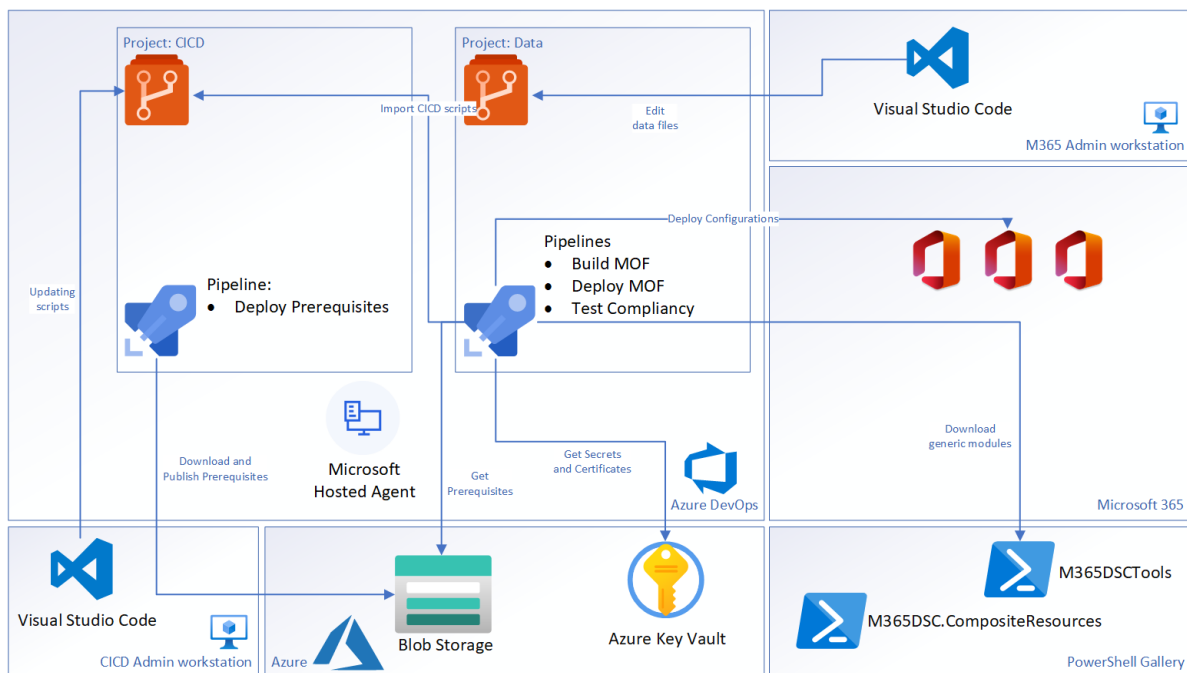 Project: CICD
Project: Data
Import CICD scripts
Edit
data files
Visual Studio Code
M365 Admin workstation
Deploy Configurations
Pipelines
• Build MOF
• Deploy MOF
• Test Compliancy
Pipeline:
• Deploy Prerequisites
Updating
scripts
Download
generic modules
Microsoft
Hosted Agent
Download and
Publish Prerequisites
Get
Prerequisites
Get Secrets
and Certificates
Azure DevOps
Microsoft 365
Visual Studio Code
CICD Admin workstation
Blob Storage
Azure
Azure Key Vault
M365DSCTools
M365DSC.CompositeResources
PowerShell Gallery